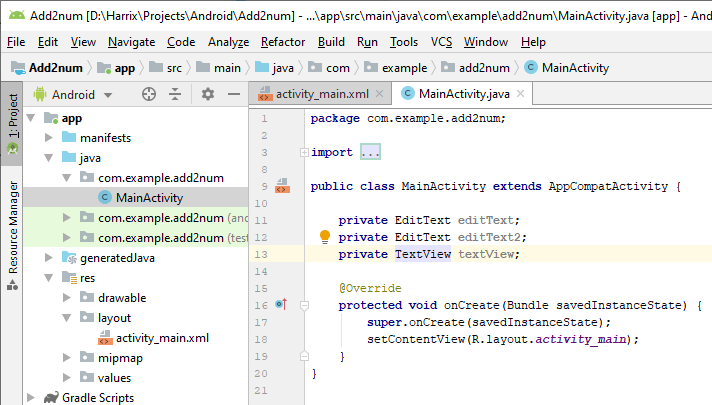 Add2num [D:\Harrix\Projects\Android\Add2num] - ...\app\src\main\java\com\example\add2num\MainActivity.java [app] - And
File Edit View Navigate Code Analyze Refactor Build Run Tools VCS Window Help
Add2num app src main java com example add2num MainActivity
1: Project
Resource Manager
Android
app
manifests
java
com.example.add2num
MainActivity
com.example.add2num (and
com.example.add2num (test
generatedJava
res
drawable
layout
activity_main.xml
mipmap
values
Gradle Scripts
activity_main.xml MainActivity.java
1 package com.example.add2num;
2
3 import ...
8
9 public class MainActivity extends AppCompatActivity {
10
11 private EditText editText;
12 private EditText editText2;
13 private TextView textView;
14
15 @Override
16 protected void onCreate(Bundle savedInstanceState) {
17 super.onCreate(savedInstanceState);
18 setContentView(R.layout.activity_main);
19 }
20 }
21